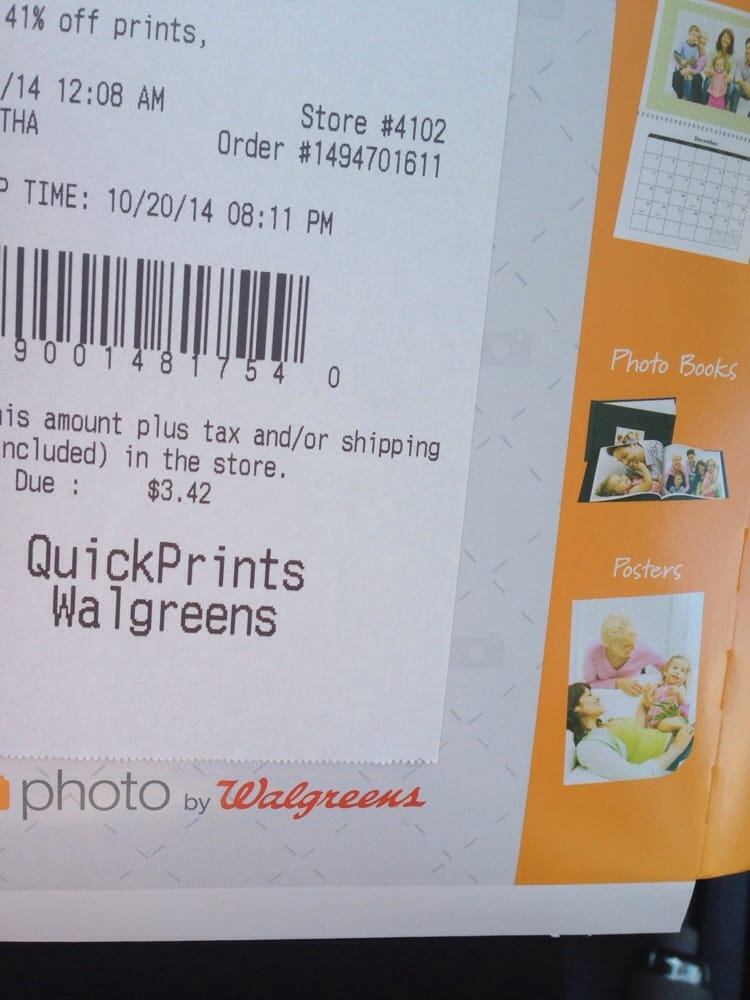 41% off prints,
/14 12:08 AM
THA
Store #4102
Order #1494701611
P TIME: 10/20/14 08:11 PM
9001481754 0
his amount plus tax and/or shipping
ncluded) in the store.
Due : $3.42
QuickPrints
Walgreens
photo by Walgreens
December
Photo Books
Posters